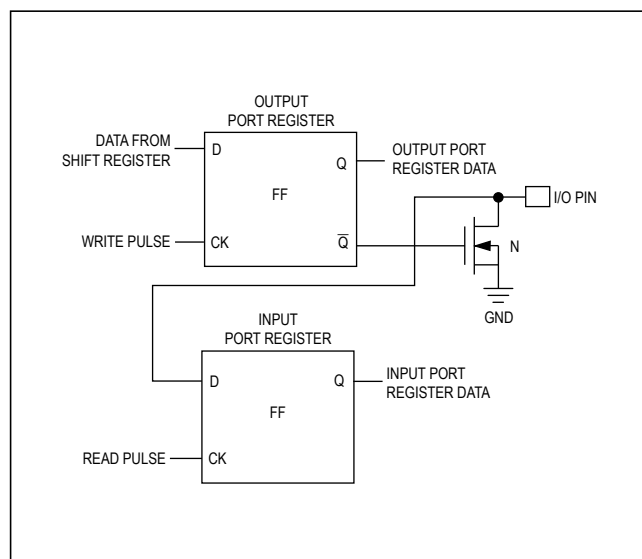 OUTPUT
PORT REGISTER
DATA FROM
SHIFT REGISTER
D
Q
OUTPUT PORT
REGISTER DATA
FF
I/O PIN
WRITE PULSE
CK
Q̅
N
GND
INPUT
PORT REGISTER
D
Q
INPUT PORT
REGISTER DATA
FF
READ PULSE
CK